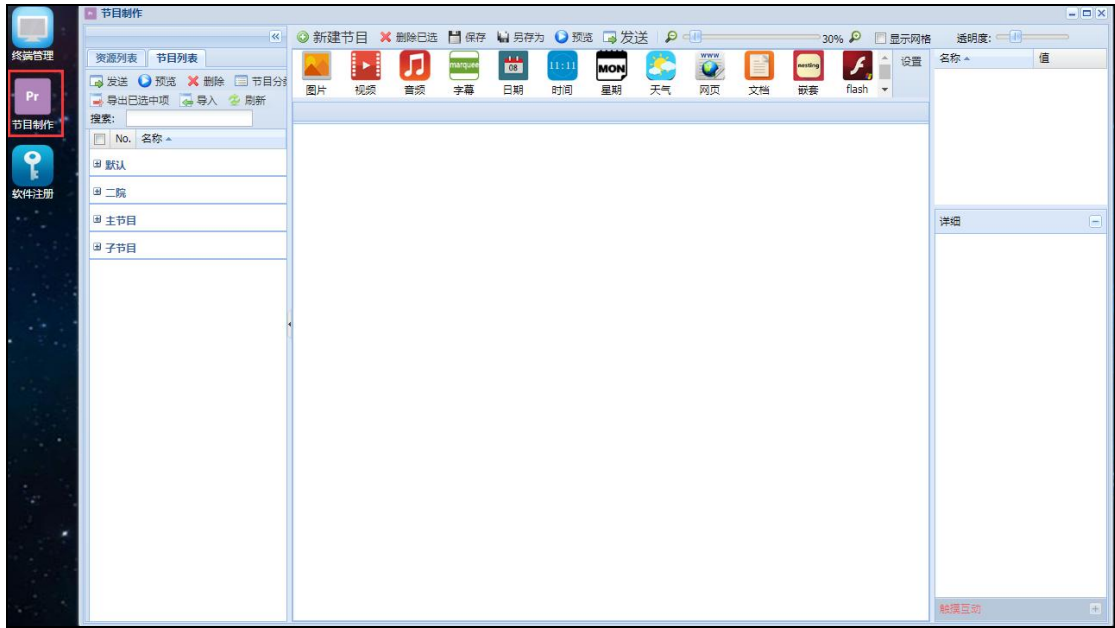 节目制作
终端管理
Pr
节目制作
软件注册
资源列表 节目列表
发送 预览 删除 节目分
导出已选中项 导入 刷新
搜索:
No. 名称
默认
二院
主节目
子节目
新建节目 删除已选 保存 另存为 预览 发送 30% 显示网格 透明度:
marquee 08 11:11 MON WWW nesting
图片 视频 音频 字幕 日期 时间 星期 天气 网页 文档 嵌套 flash 设置
名称 值
详细
触摸互动